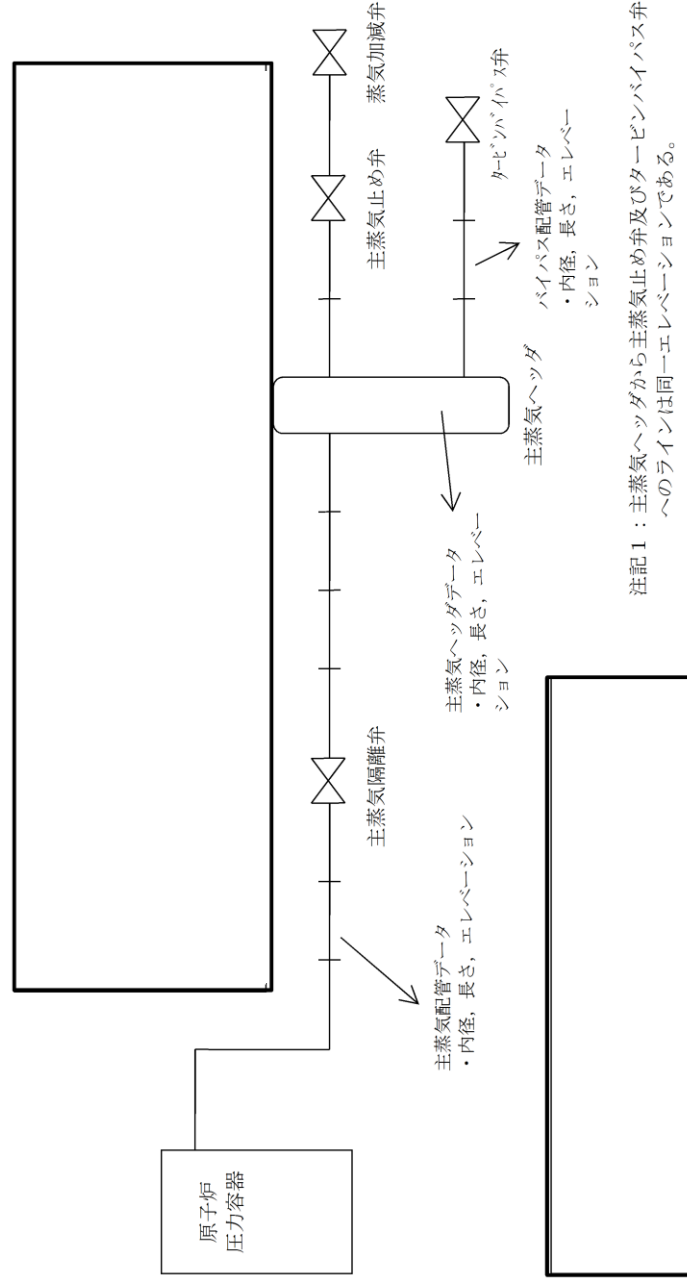 原子炉
圧力容器
主蒸気配管データ
・内径，長さ，エレベーション
主蒸気隔離弁
主蒸気ヘッダデータ
・内径，長さ，エレベー
ション
主蒸気ヘッダ
主蒸気止め弁
蒸気加減弁
バイパス配管データ
・内径，長さ，エレベー
ション
ﾀｰﾋﾞﾝﾊﾞｲﾊﾟｽ弁
注記１：主蒸気ヘッダから主蒸気止め弁及びタービンバイパス弁
へのラインは同一エレベーションである。